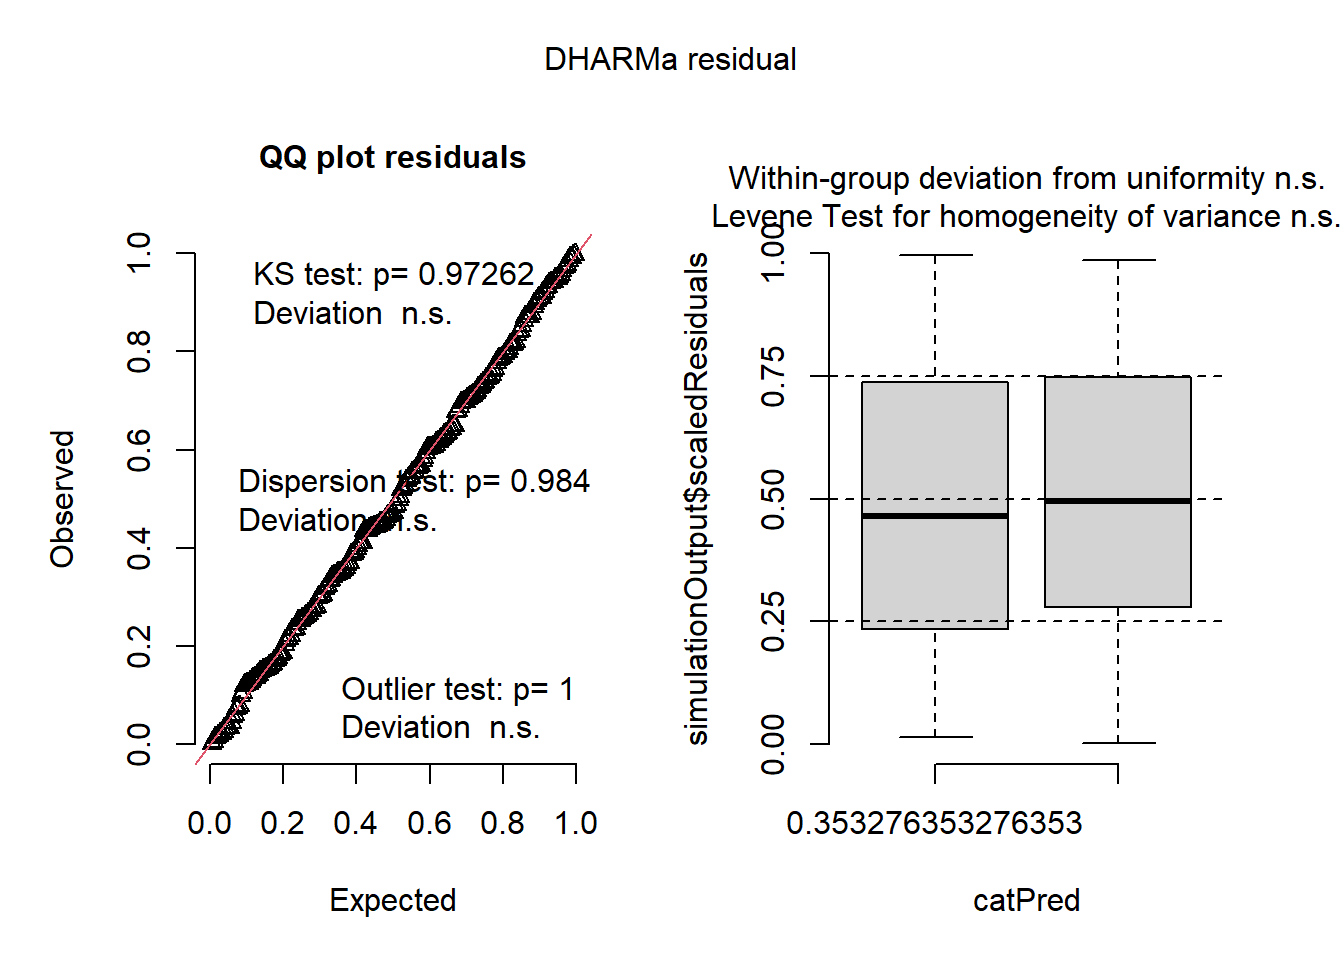 DHARMa residual
QQ plot residuals
KS test: p= 0.97262
Deviation  n.s.
Dispersion test: p= 0.984
Deviation  n.s.
Outlier test: p= 1
Deviation  n.s.
Observed
0.0 0.2 0.4 0.6 0.8 1.0
0.0 0.2 0.4 0.6 0.8 1.0
Expected
Within-group deviation from uniformity n.s.
Levene Test for homogeneity of variance n.s.
simulationOutput$scaledResiduals
0.00 0.25 0.50 0.75 1.00
0.353276353276353
catPred